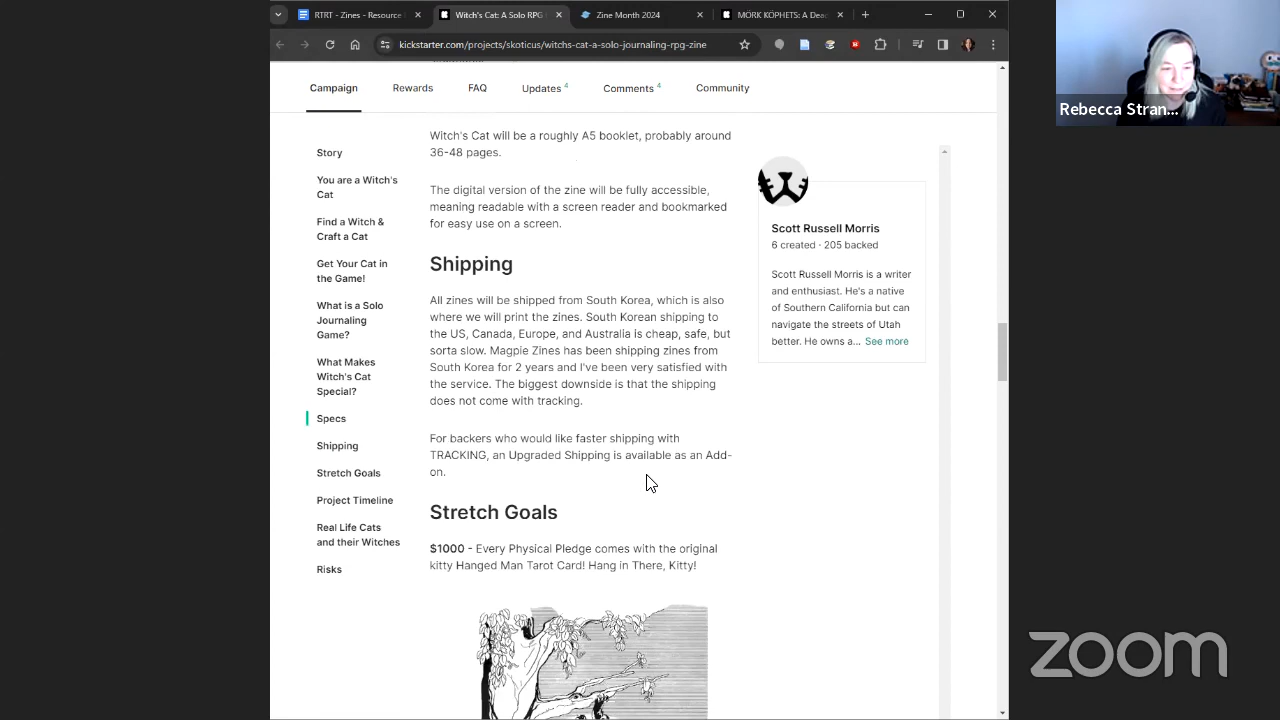 RTRT - Zines - Resource
Witch's Cat: A Solo RPG
Zine Month 2024
MÖRK KÖPHETS: A Dea
kickstarter.com/projects/skoticus/witchs-cat-a-solo-journaling-rpg-zine
Campaign
Rewards
FAQ
Updates 4
Comments 4
Community
Story
You are a Witch's
Cat
Find a Witch &
Craft a Cat
Get Your Cat in
the Game!
What is a Solo
Journaling
Game?
What Makes
Witch's Cat
Special?
Specs
Shipping
Stretch Goals
Project Timeline
Real Life Cats
and their Witches
Risks
Witch's Cat will be a roughly A5 booklet, probably around
36-48 pages.
The digital version of the zine will be fully accessible,
meaning readable with a screen reader and bookmarked
for easy use on a screen.
Shipping
All zines will be shipped from South Korea, which is also
where we will print the zines. South Korean shipping to
the US, Canada, Europe, and Australia is cheap, safe, but
sorta slow. Magpie Zines has been shipping zines from
South Korea for 2 years and I've been very satisfied with
the service. The biggest downside is that the shipping
does not come with tracking.
For backers who would like faster shipping with
TRACKING, an Upgraded Shipping is available as an Add-
on.
Stretch Goals
$1000 - Every Physical Pledge comes with the original
kitty Hanged Man Tarot Card! Hang in There, Kitty!
Scott Russell Morris
6 created · 205 backed
Scott Russell Morris is a writer
and enthusiast. He's a native
of Southern California but can
navigate the streets of Utah
better. He owns a... See more
Rebecca Stran...
zoom